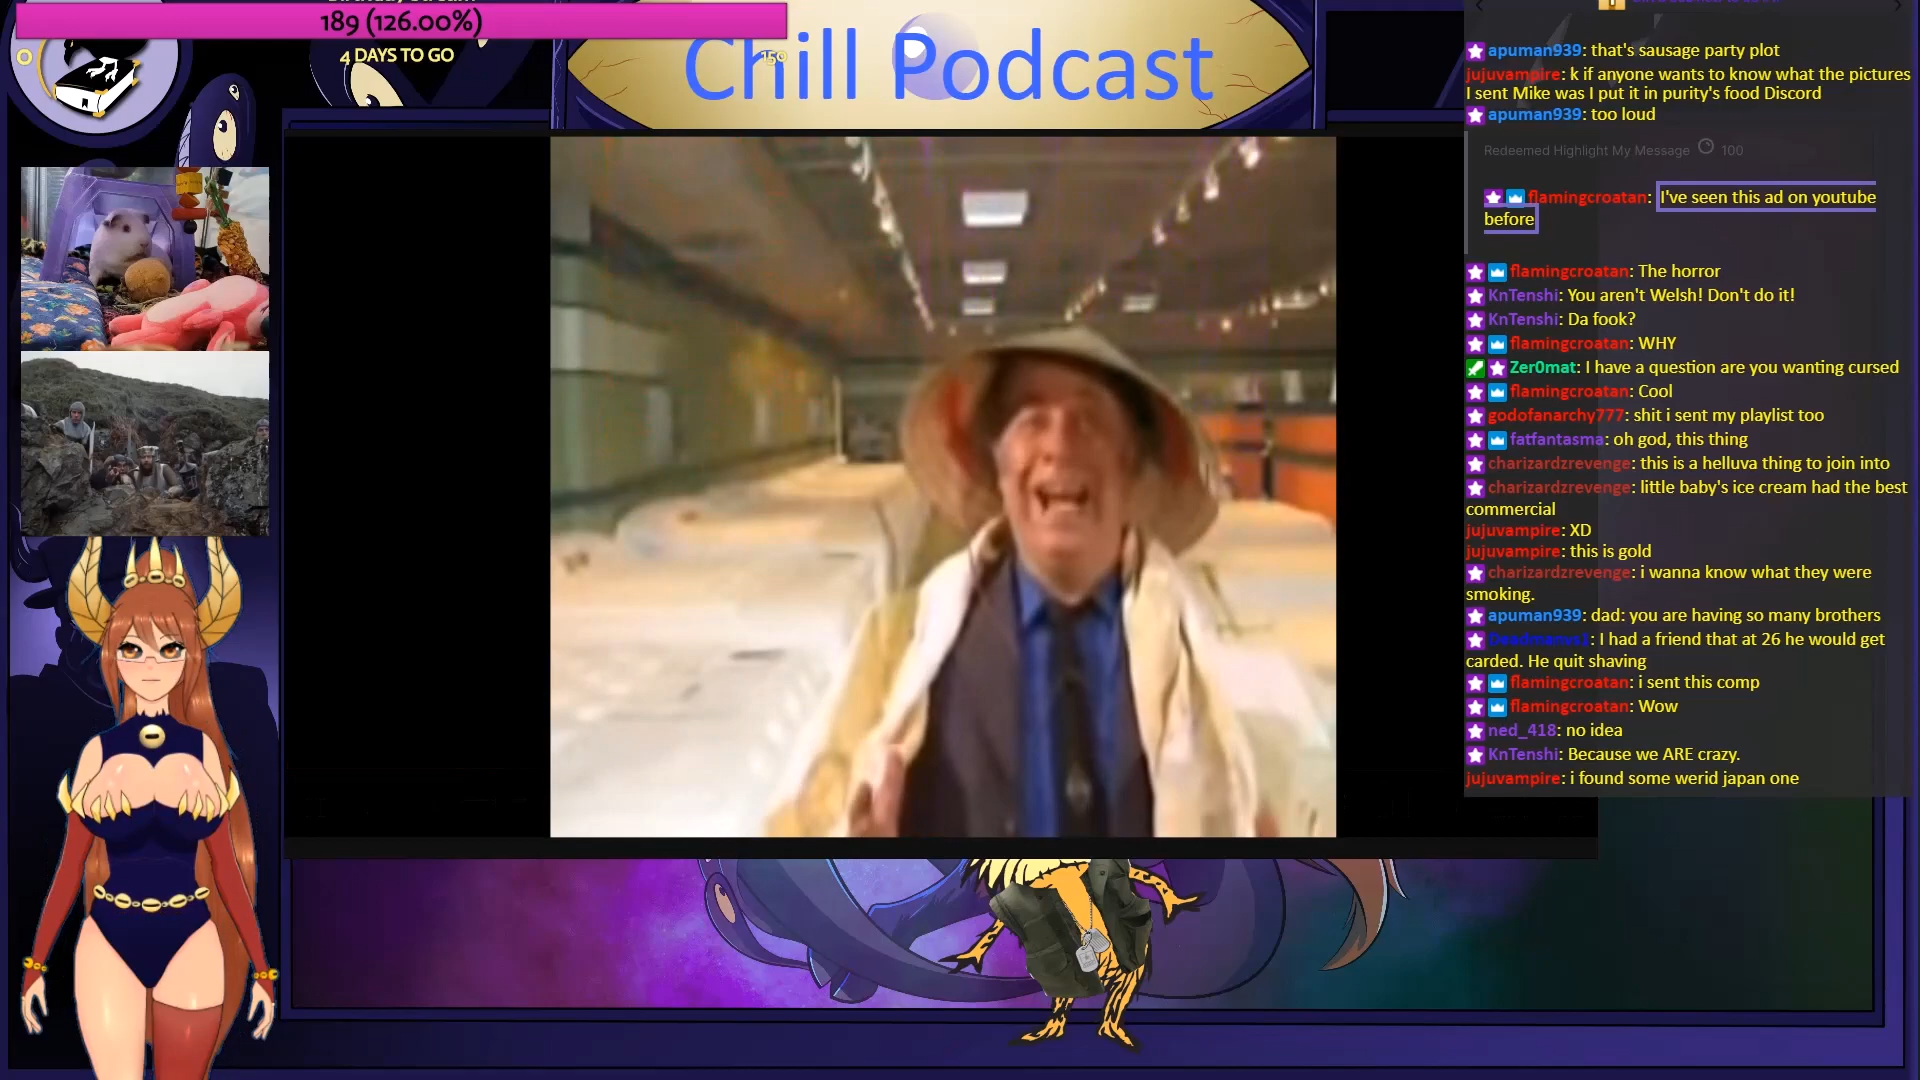 189 (126.00%)
4 DAYS TO GO
0
150
Chill Podcast
apuman939: that's sausage party plot
jujuvampire: k if anyone wants to know what the pictures
I sent Mike was I put it in purity's food Discord
apuman939: too loud
Redeemed Highlight My Message 100
flamingcroatan: I've seen this ad on youtube
before
flamingcroatan: The horror
KnTenshi: You aren't Welsh! Don't do it!
KnTenshi: Da fook?
flamingcroatan: WHY
Zer0mat: I have a question are you wanting cursed
flamingcroatan: Cool
godofanarchy777: shit i sent my playlist too
fatfantasma: oh god, this thing
charizardzrevenge: this is a helluva thing to join into
charizardzrevenge: little baby's ice cream had the best
commercial
jujuvampire: XD
jujuvampire: this is gold
charizardzrevenge: i wanna know what they were
smoking.
apuman939: dad: you are having so many brothers
Deadmanvs1: I had a friend that at 26 he would get
carded. He quit shaving
flamingcroatan: i sent this comp
flamingcroatan: Wow
ned_418: no idea
KnTenshi: Because we ARE crazy.
jujuvampire: i found some werid japan one